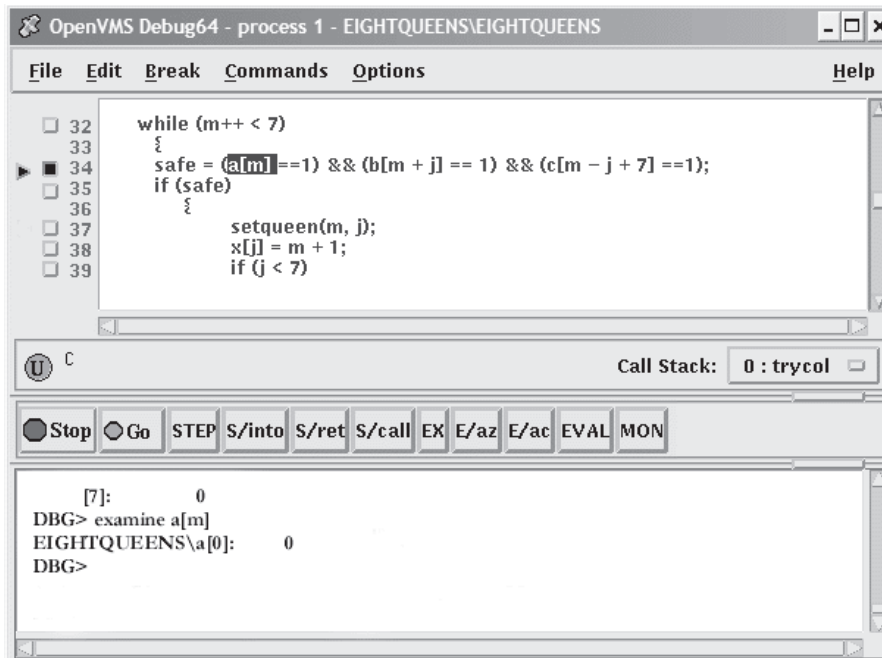 OpenVMS Debug64 - process 1 - EIGHTQUEENS\EIGHTQUEENS
File Edit Break Commands Options Help
32 while (m++ < 7)
33 {
34 safe = (a[m] ==1) && (b[m + j] == 1) && (c[m − j + 7] ==1);
35 if (safe)
36 {
37 setqueen(m, j);
38 x[j] = m + 1;
39 if (j < 7)
U C Call Stack: 0 : trycol
Stop Go STEP S/into S/ret S/call EX E/az E/ac EVAL MON
[7]: 0
DBG> examine a[m]
EIGHTQUEENS\a[0]: 0
DBG>